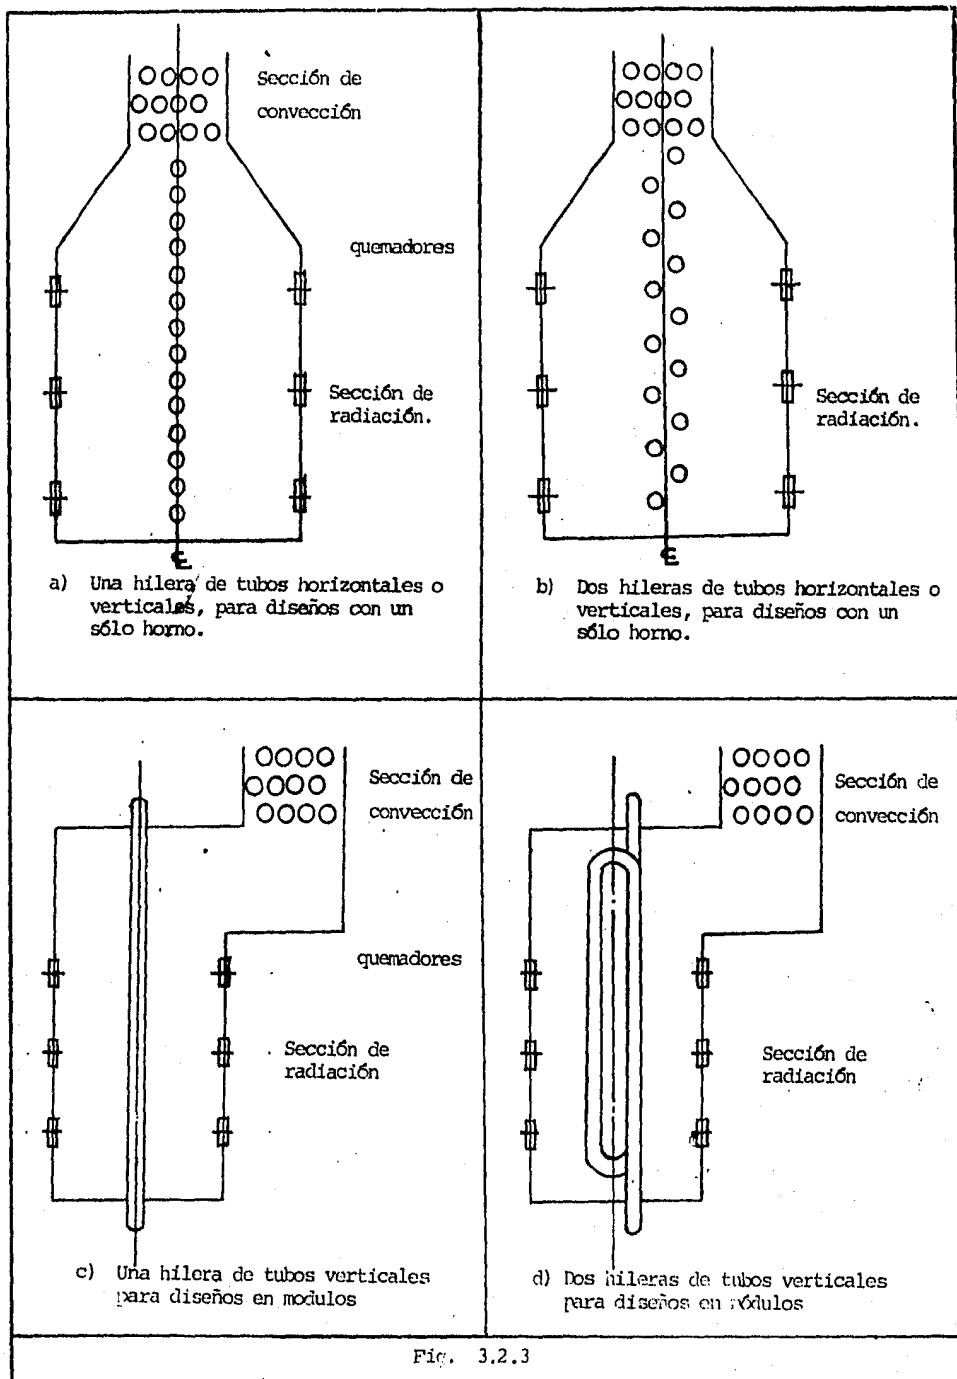 Sección de
convección
quemadores
Sección de
radiación.
a) Una hilera de tubos horizontales o
verticales, para diseños con un
sólo horno.
Sección de
radiación.
b) Dos hileras de tubos horizontales o
verticales, para diseños con un
sólo horno.
Sección de
convección
quemadores
Sección de
radiación
c) Una hilera de tubos verticales
para diseños en modulos
Sección de
convección
Sección de
radiación
d) Dos hileras de tubos verticales
para diseños en módulos
Fig. 3.2.3